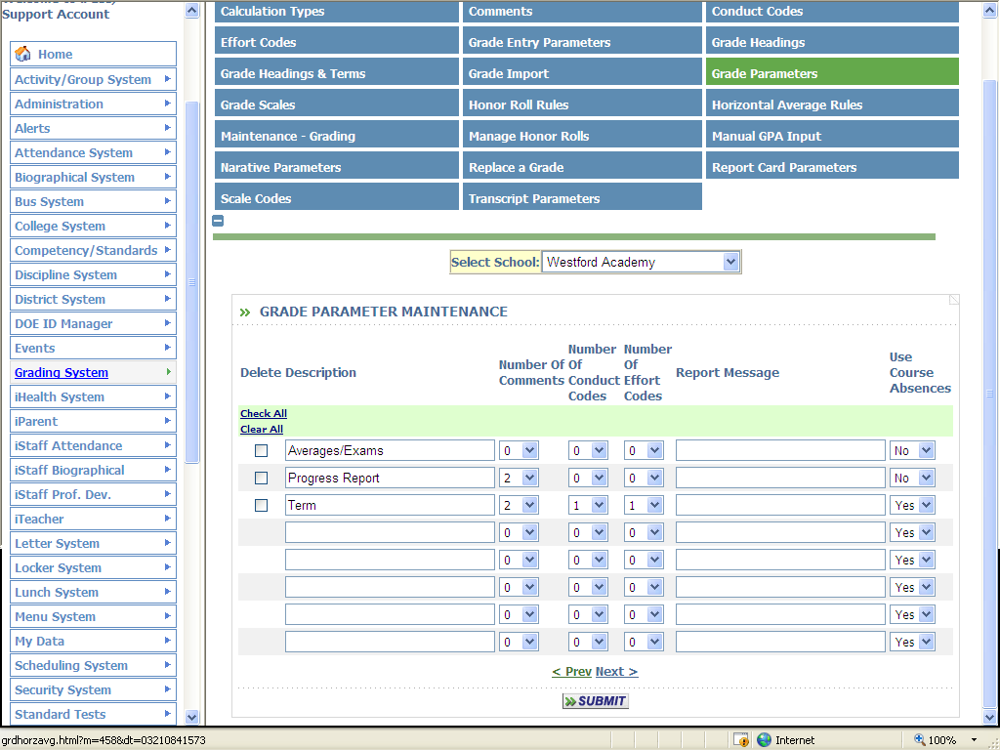 Support Account
Home
Activity/Group System
Administration
Alerts
Attendance System
Biographical System
Bus System
College System
Competency/Standards
Discipline System
District System
DOE ID Manager
Events
Grading System
iHealth System
iParent
iStaff Attendance
iStaff Biographical
iStaff Prof. Dev.
iTeacher
Letter System
Locker System
Lunch System
Menu System
My Data
Scheduling System
Security System
Standard Tests
Calculation Types Comments Conduct Codes
Effort Codes Grade Entry Parameters Grade Headings
Grade Headings & Terms Grade Import Grade Parameters
Grade Scales Honor Roll Rules Horizontal Average Rules
Maintenance - Grading Manage Honor Rolls Manual GPA Input
Narative Parameters Replace a Grade Report Card Parameters
Scale Codes Transcript Parameters
Select School: Westford Academy
GRADE PARAMETER MAINTENANCE
Delete Description Number Of Comments Number Of Conduct Codes Number Of Effort Codes Report Message Use Course Absences
Check All
Clear All
Averages/Exams 0 0 0 No
Progress Report 2 0 0 No
Term 2 1 1 Yes
0 0 0 Yes
0 0 0 Yes
0 0 0 Yes
0 0 0 Yes
0 0 0 Yes
< Prev Next >
SUBMIT
grdhorzavg.html?m=458&dt=03210841573 Internet 100%